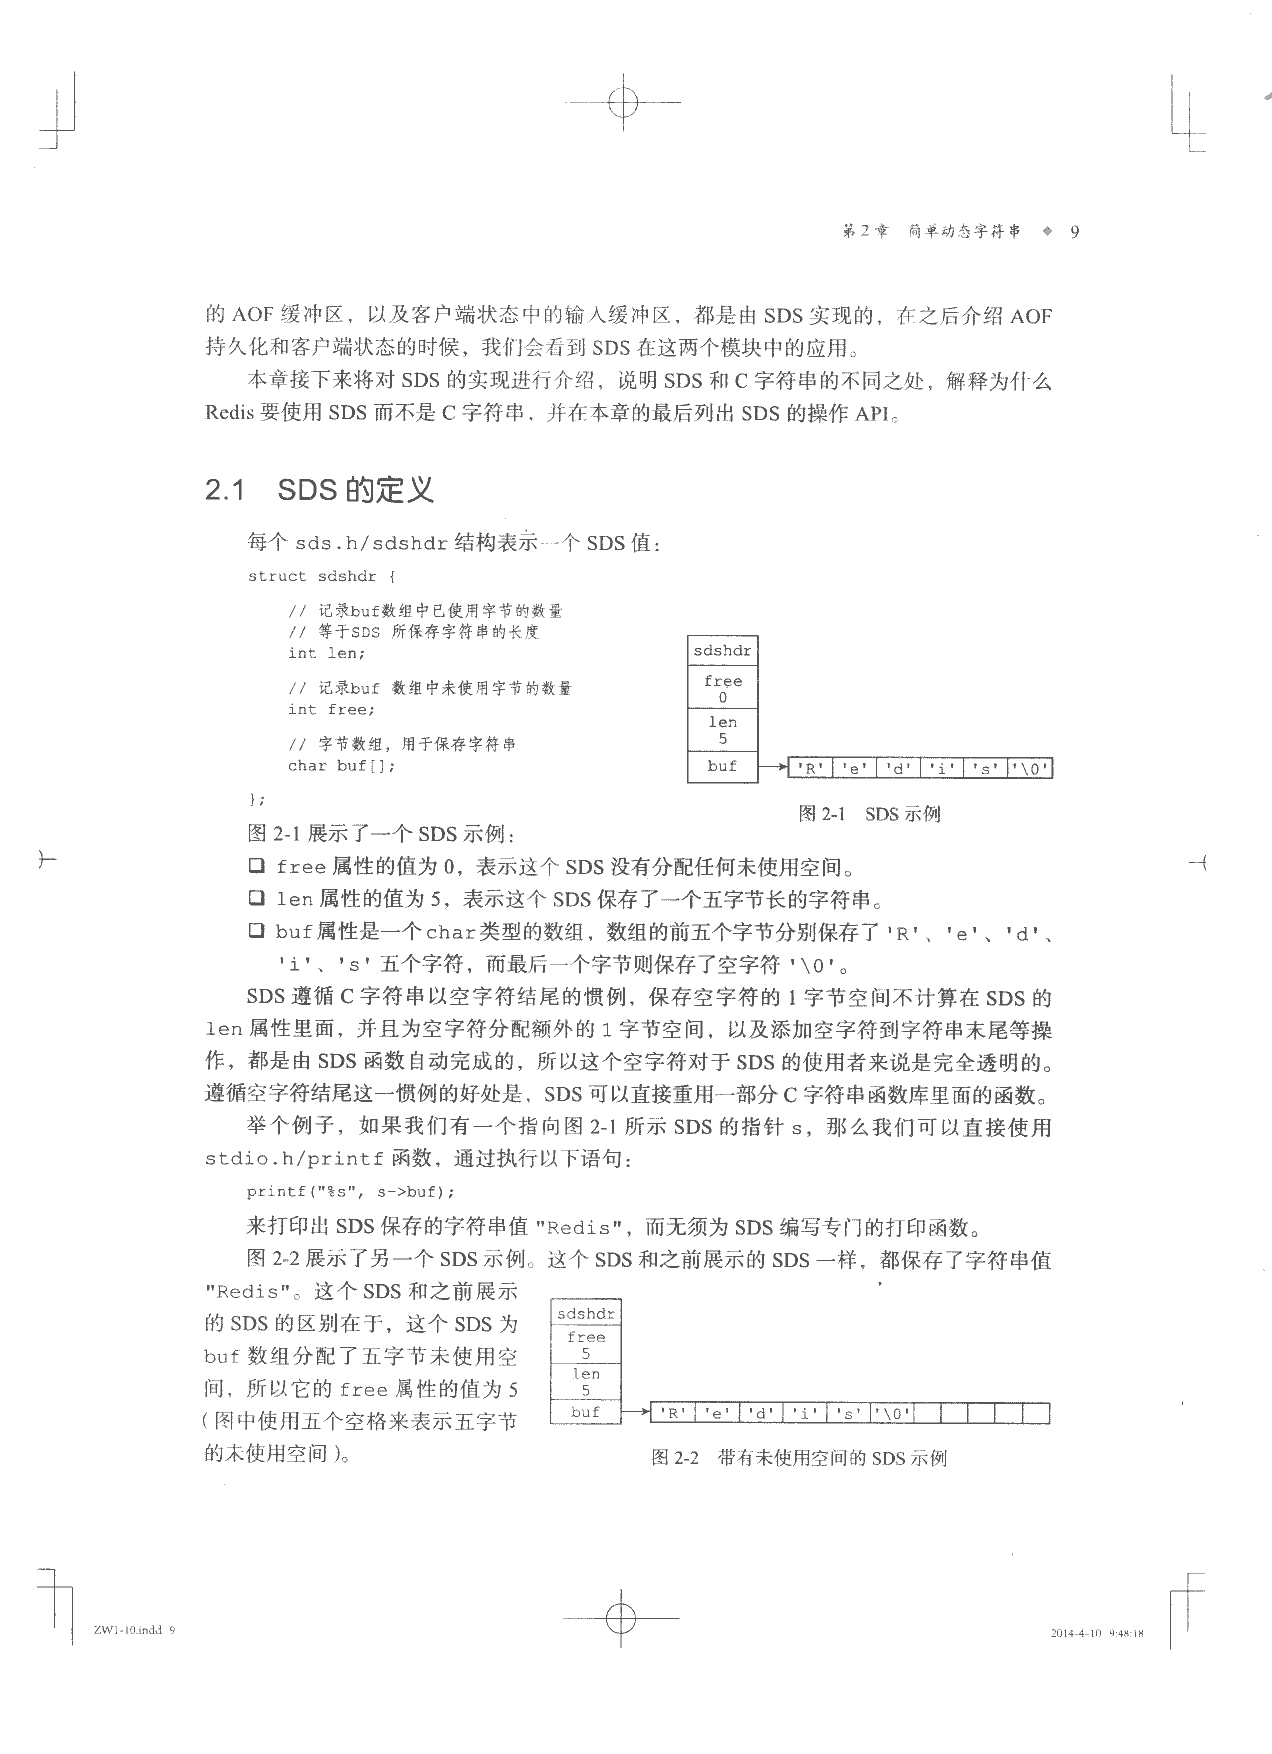 第2章 简单动态字符串 ◆ 9
的 AOF 缓冲区，以及客户端状态中的输入缓冲区，都是由 SDS 实现的，在之后介绍 AOF
持久化和客户端状态的时候，我们会看到 SDS 在这两个模块中的应用。
本章接下来将对 SDS 的实现进行介绍，说明 SDS 和 C 字符串的不同之处，解释为什么
Redis 要使用 SDS 而不是 C 字符串，并在本章的最后列出 SDS 的操作 API。
2.1 SDS 的定义
每个 sds.h/sdshdr 结构表示一个 SDS 值：
struct sdshdr {
// 记录buf数组中已使用字节的数量
// 等于SDS 所保存字符串的长度
int len;
// 记录buf 数组中未使用字节的数量
int free;
// 字节数组，用于保存字符串
char buf[];
};
sdshdr
free
0
len
5
buf 'R' 'e' 'd' 'i' 's' '\0'
图 2-1 SDS 示例
图 2-1 展示了一个 SDS 示例：
❑ free 属性的值为 0，表示这个 SDS 没有分配任何未使用空间。
❑ len 属性的值为 5，表示这个 SDS 保存了一个五字节长的字符串。
❑ buf 属性是一个 char 类型的数组，数组的前五个字节分别保存了 'R'、'e'、'd'、
'i'、's' 五个字符，而最后一个字节则保存了空字符 '\0'。
SDS 遵循 C 字符串以空字符结尾的惯例，保存空字符的 1 字节空间不计算在 SDS 的
len 属性里面，并且为空字符分配额外的 1 字节空间，以及添加空字符到字符串末尾等操
作，都是由 SDS 函数自动完成的，所以这个空字符对于 SDS 的使用者来说是完全透明的。
遵循空字符结尾这一惯例的好处是，SDS 可以直接重用一部分 C 字符串函数库里面的函数。
举个例子，如果我们有一个指向图 2-1 所示 SDS 的指针 s，那么我们可以直接使用
stdio.h/printf 函数，通过执行以下语句：
printf("%s", s->buf);
来打印出 SDS 保存的字符串值 "Redis"，而无须为 SDS 编写专门的打印函数。
图 2-2 展示了另一个 SDS 示例。这个 SDS 和之前展示的 SDS 一样，都保存了字符串值
"Redis"。这个 SDS 和之前展示
的 SDS 的区别在于，这个 SDS 为
buf 数组分配了五字节未使用空
间，所以它的 free 属性的值为 5
（图中使用五个空格来表示五字节
的未使用空间）。
sdshdr
free
5
len
5
buf 'R' 'e' 'd' 'i' 's' '\0'
图 2-2 带有未使用空间的 SDS 示例
ZW1-10.indd 9
2014-4-10 9:48:18